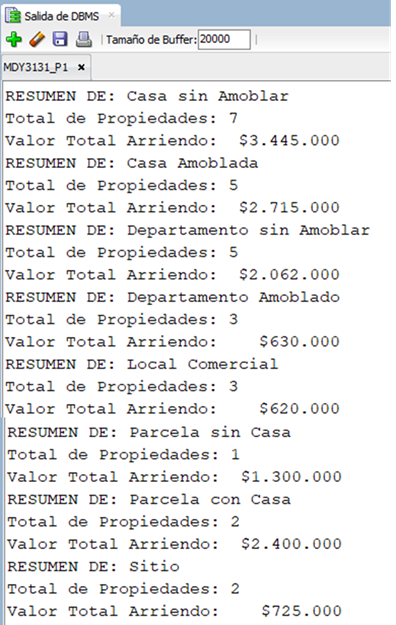 Salida de DBMS
Tamaño de Buffer: 20000
MDY3131_P1
RESUMEN DE: Casa sin Amoblar
Total de Propiedades: 7
Valor Total Arriendo:  $3.445.000
RESUMEN DE: Casa Amoblada
Total de Propiedades: 5
Valor Total Arriendo:  $2.715.000
RESUMEN DE: Departamento sin Amoblar
Total de Propiedades: 5
Valor Total Arriendo:  $2.062.000
RESUMEN DE: Departamento Amoblado
Total de Propiedades: 3
Valor Total Arriendo:    $630.000
RESUMEN DE: Local Comercial
Total de Propiedades: 3
Valor Total Arriendo:    $620.000
RESUMEN DE: Parcela sin Casa
Total de Propiedades: 1
Valor Total Arriendo:  $1.300.000
RESUMEN DE: Parcela con Casa
Total de Propiedades: 2
Valor Total Arriendo:  $2.400.000
RESUMEN DE: Sitio
Total de Propiedades: 2
Valor Total Arriendo:    $725.000